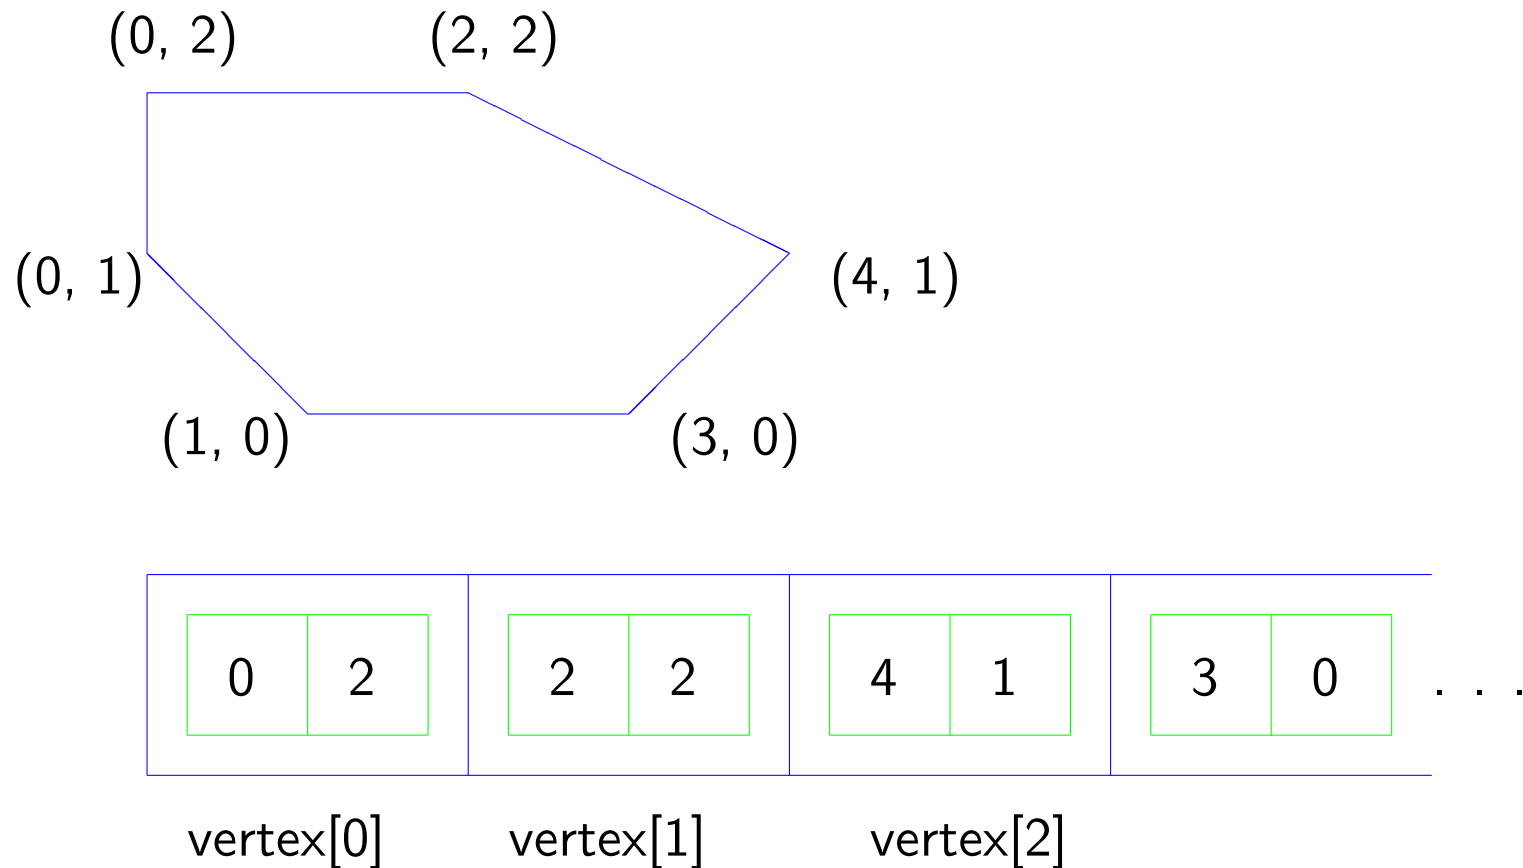 (0, 2) (2, 2)
(0, 1) (4, 1)
(1, 0) (3, 0)
0 2 2 2 4 1 3 0 . . .
vertex[0] vertex[1] vertex[2]